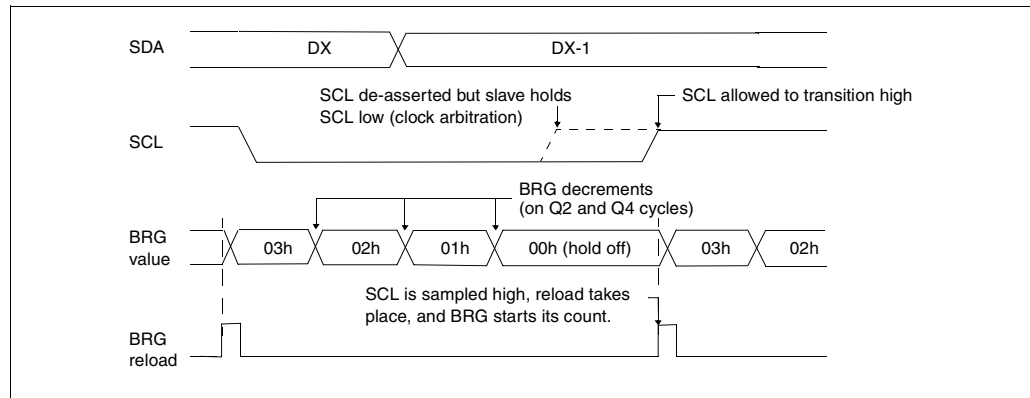 SDA
DX
DX-1
SCL de-asserted but slave holds
SCL low (clock arbitration)
SCL allowed to transition high
SCL
BRG decrements
(on Q2 and Q4 cycles)
BRG
value
03h
02h
01h
00h (hold off)
03h
02h
SCL is sampled high, reload takes
place, and BRG starts its count.
BRG
reload